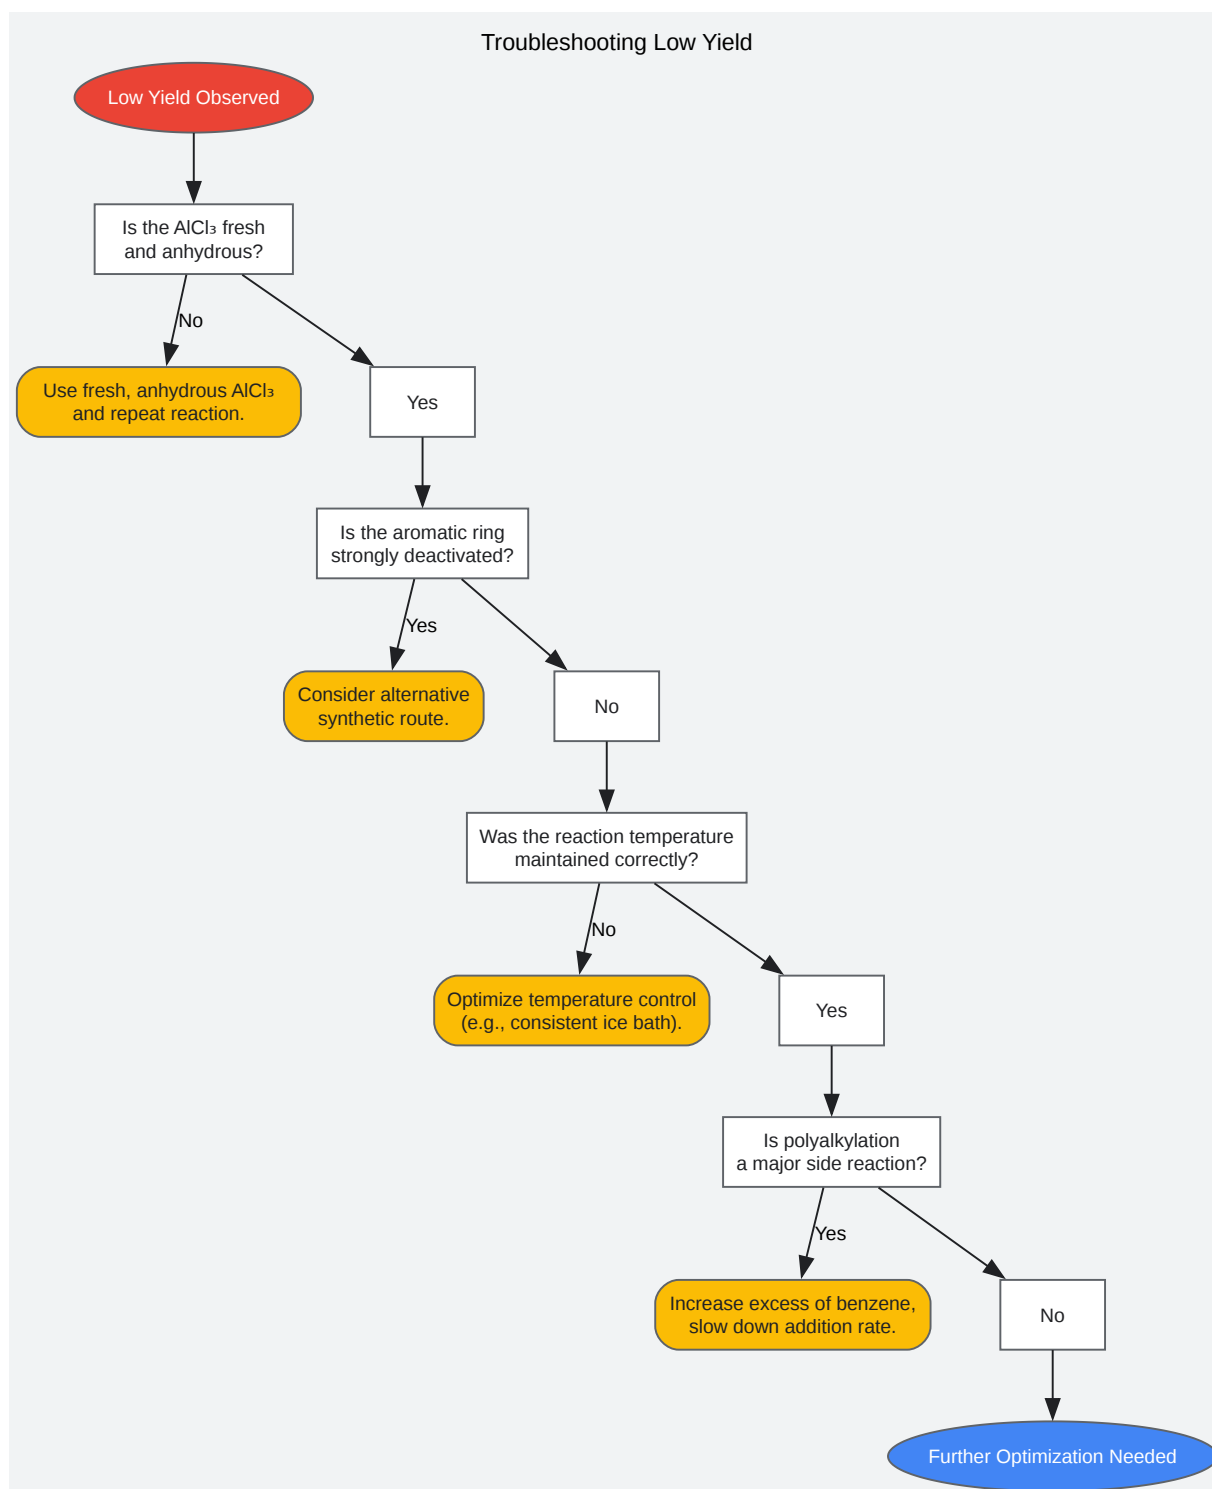 Troubleshooting Low Yield
Low Yield Observed
Is the AlCl₃ fresh
and anhydrous?
No
Use fresh, anhydrous AlCl₃
and repeat reaction.
Yes
Is the aromatic ring
strongly deactivated?
Yes
Consider alternative
synthetic route.
No
Was the reaction temperature
maintained correctly?
No
Optimize temperature control
(e.g., consistent ice bath).
Yes
Is polyalkylation
a major side reaction?
Yes
Increase excess of benzene,
slow down addition rate.
No
Further Optimization Needed